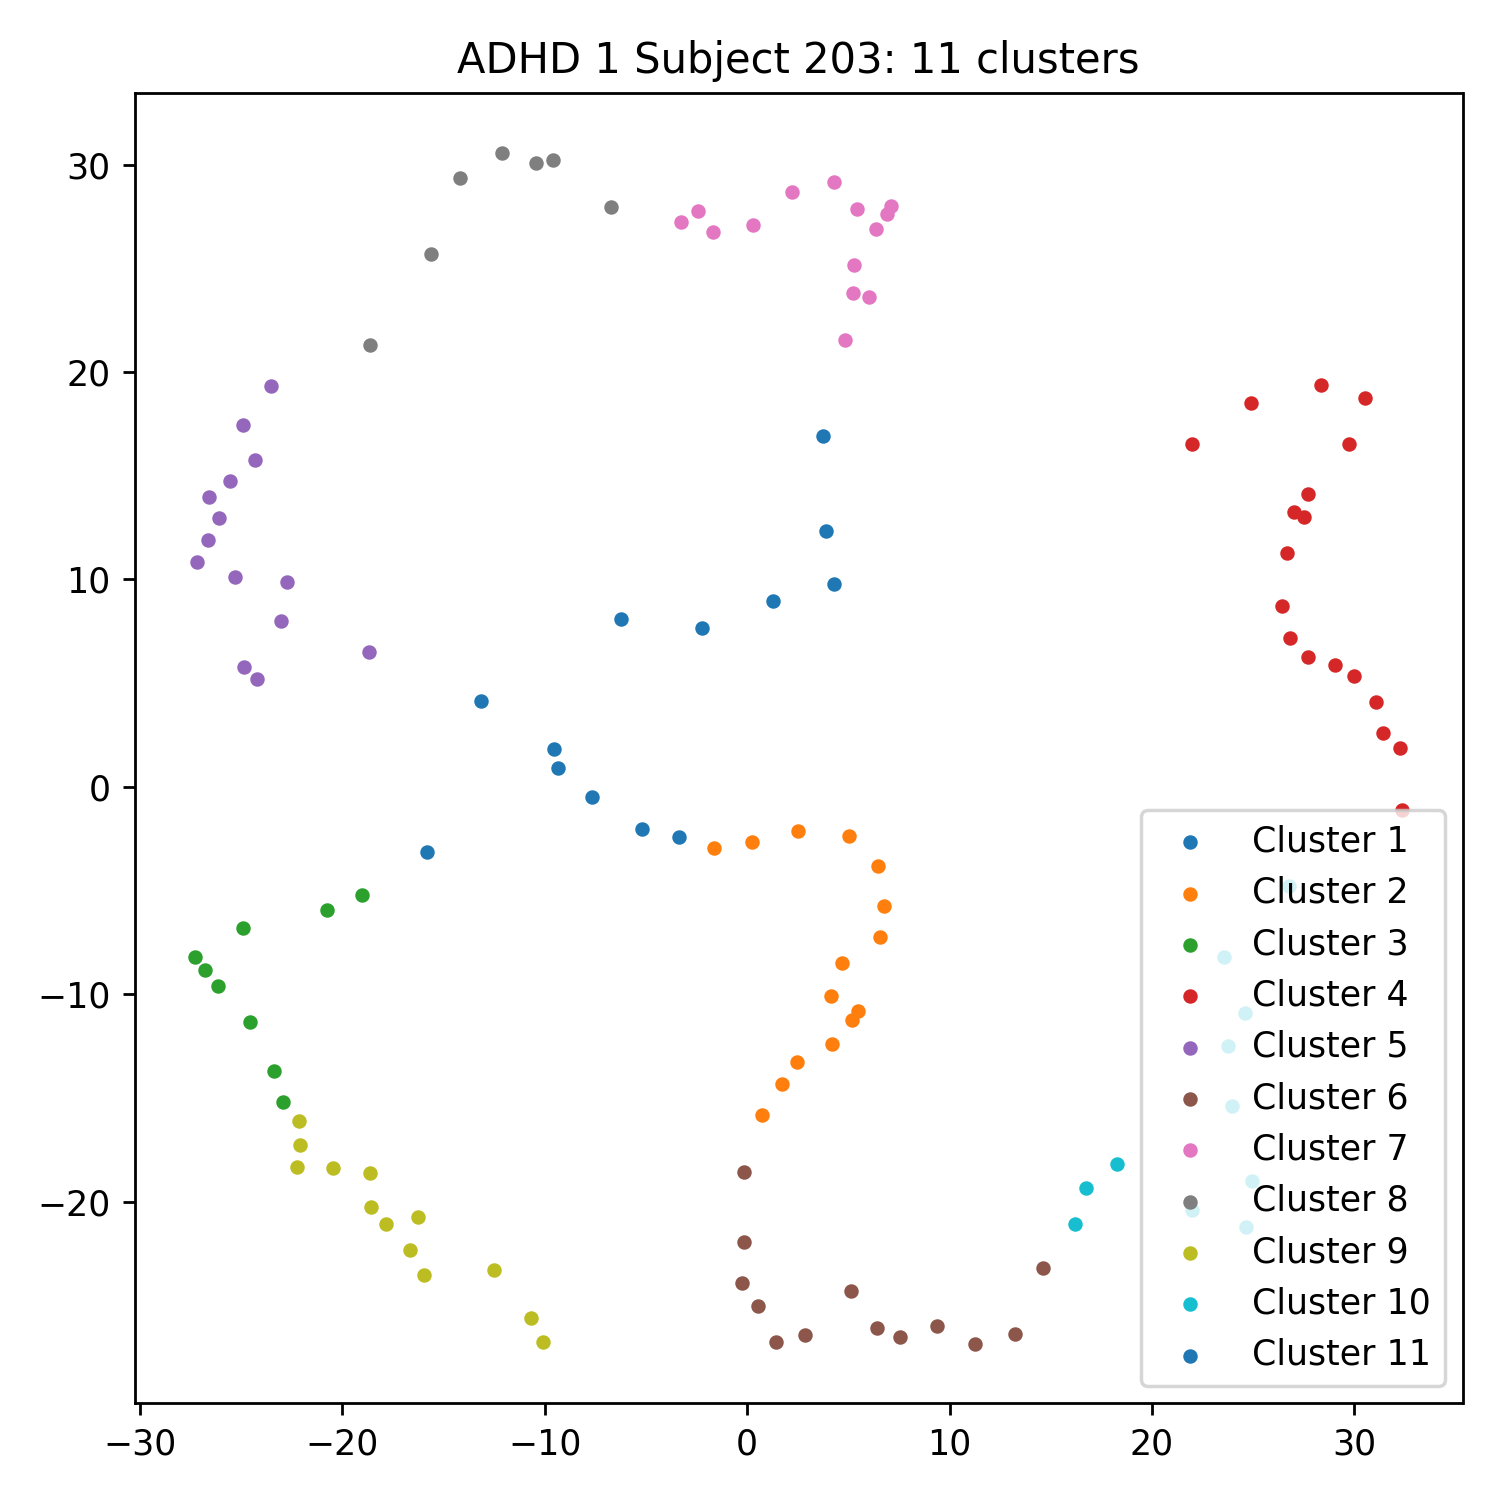 ADHD 1 Subject 203: 11 clusters
30
20
10
0
−10
−20
−30
−20
−10
0
10
20
30
Cluster 1
Cluster 2
Cluster 3
Cluster 4
Cluster 5
Cluster 6
Cluster 7
Cluster 8
Cluster 9
Cluster 10
Cluster 11